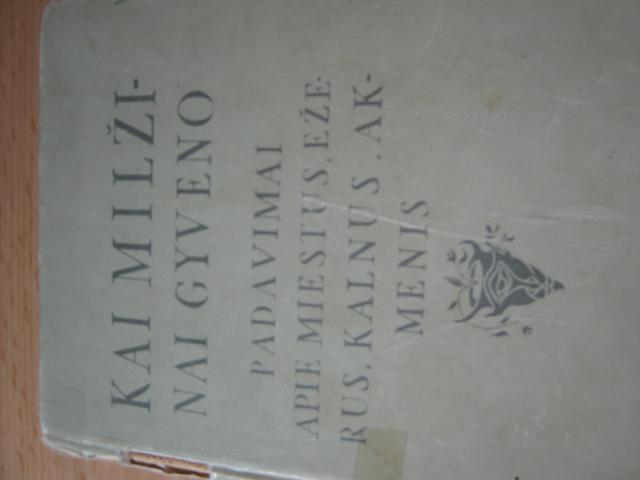 KAI MILŽI-
NAI GYVENO
PADAVIMAI
APIE MIESTUS, EŽE-
RUS, KALNUS, AK-
MENIS